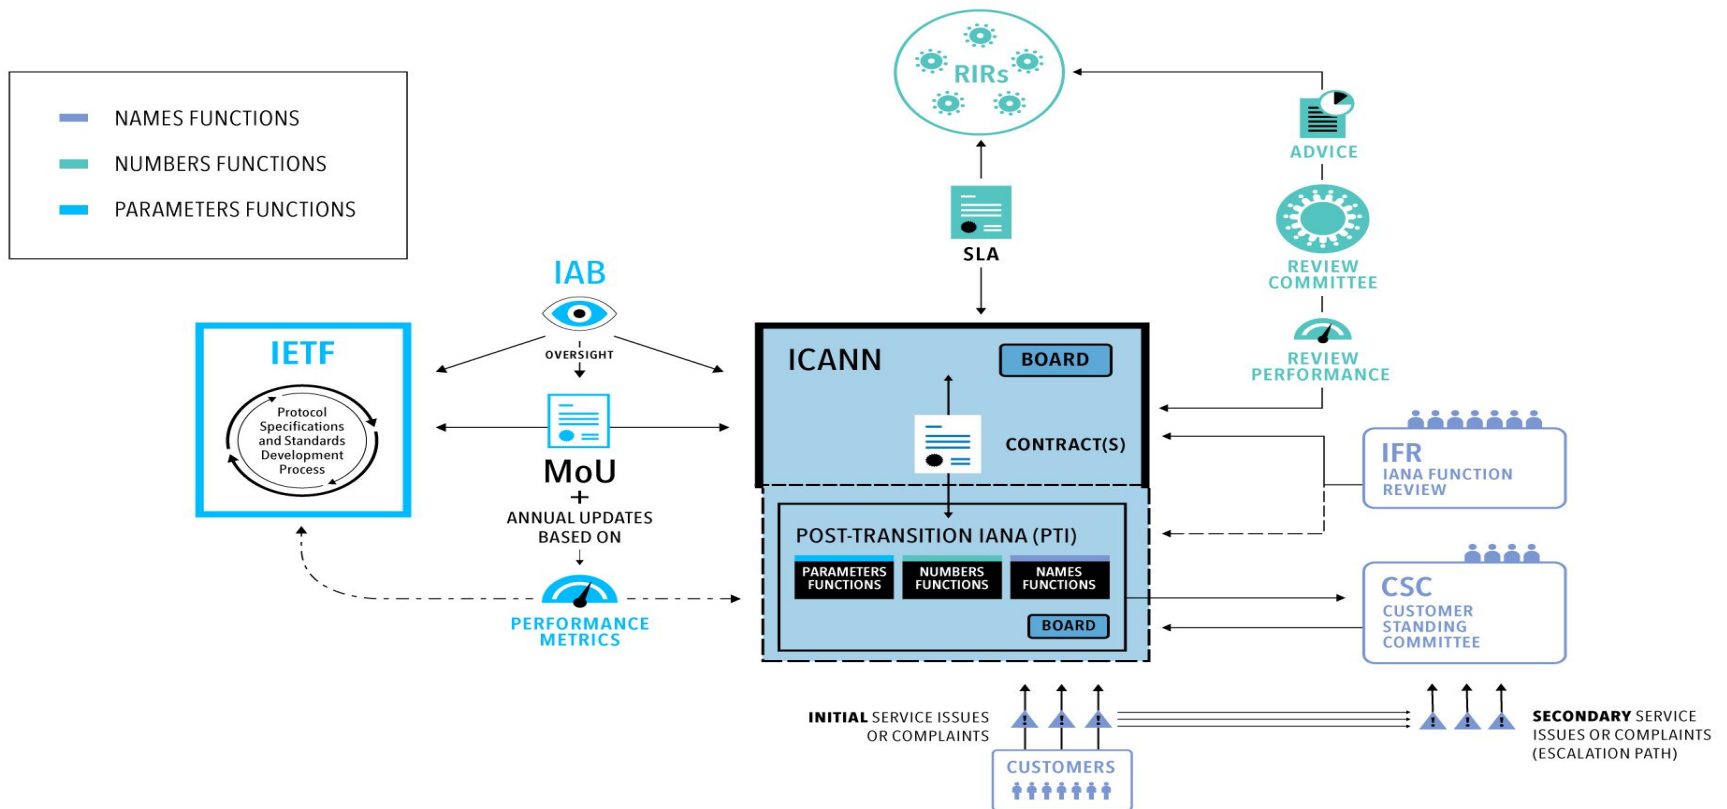 NAMES FUNCTIONS
NUMBERS FUNCTIONS
PARAMETERS FUNCTIONS
RIRs
ADVICE
SLA
REVIEW
COMMITTEE
REVIEW
PERFORMANCE
IAB
OVERSIGHT
IETF
Protocol
Specifications
and Standards
Development
Process
MoU
+
ANNUAL UPDATES
BASED ON
PERFORMANCE
METRICS
ICANN
BOARD
CONTRACT(S)
POST-TRANSITION IANA (PTI)
PARAMETERS
FUNCTIONS
NUMBERS
FUNCTIONS
NAMES
FUNCTIONS
BOARD
IFR
IANA FUNCTION
REVIEW
CSC
CUSTOMER
STANDING
COMMITTEE
INITIAL SERVICE ISSUES
OR COMPLAINTS
! ! !
! ! !
SECONDARY SERVICE
ISSUES OR COMPLAINTS
(ESCALATION PATH)
CUSTOMERS